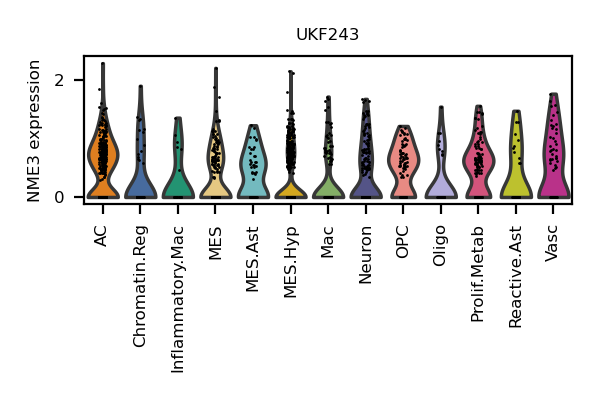 UKF243
NME3 expression
2
0
AC
Chromatin.Reg
Inflammatory.Mac
MES
MES.Ast
MES.Hyp
Mac
Neuron
OPC
Oligo
Prolif.Metab
Reactive.Ast
Vasc